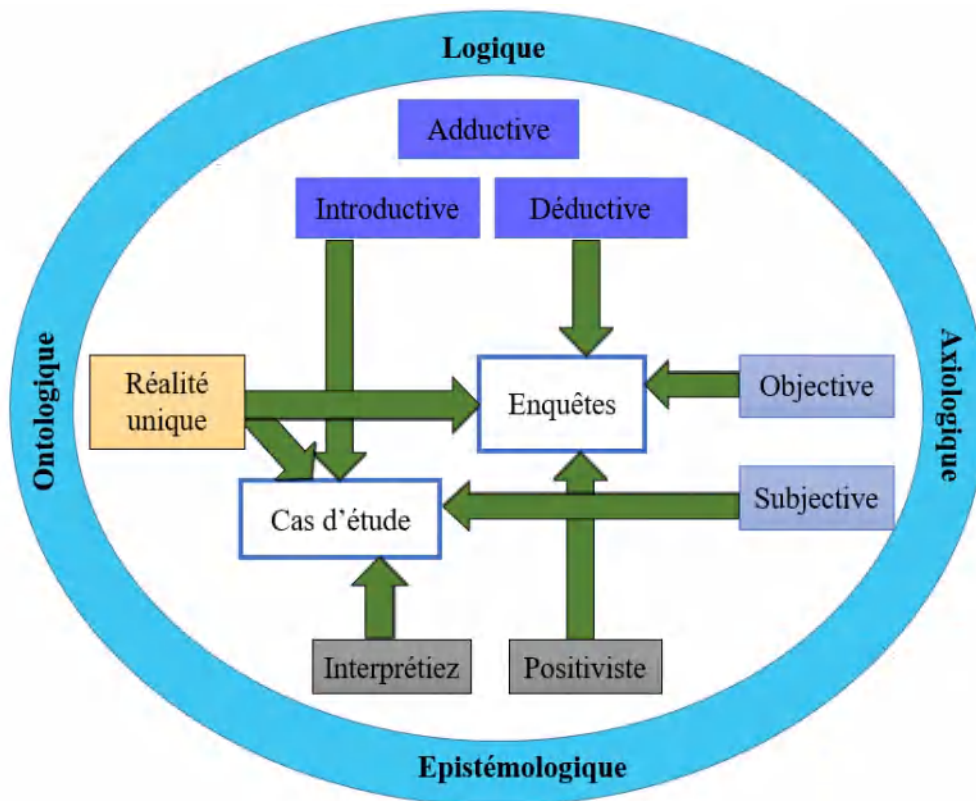 Logique
Adductive
Introductive
Déductive
Ontologique
Réalité
unique
Enquêtes
Objective
Axiologique
Cas d’étude
Subjective
Interprétiez
Positiviste
Epistémologique